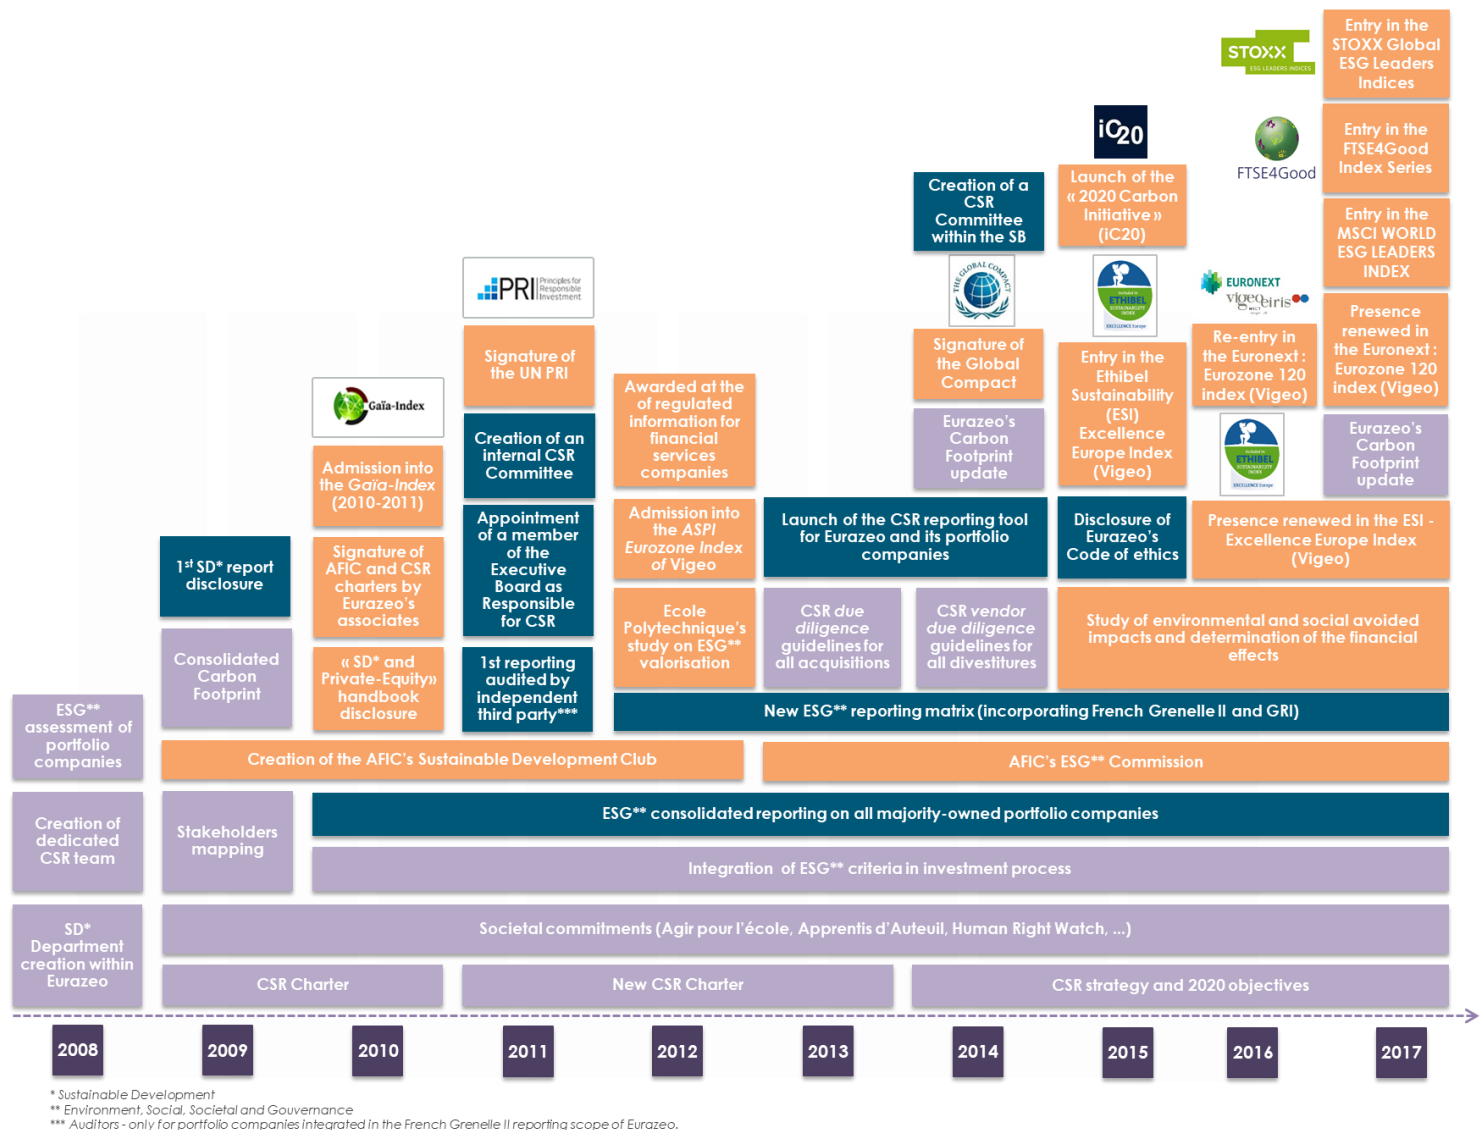 STOXX
ESG LEADERS INDICES
Entry in the
STOXX Global
ESG Leaders
Indices
FTSE4Good
Entry in the
FTSE4Good
Index Series
iC20
Launch of the
« 2020 Carbon
Initiative »
(iC20)
Creation of a
CSR
Committee
within the SB
Entry in the
MSCI WORLD
ESG LEADERS
INDEX
PRI
Principles for
Responsible
Investment
THE GLOBAL COMPACT
ETHIBEL
SUSTAINABILITY
INDEX
EXCELLENCE Europe
EURONEXT
vigeo eiris
Presence
renewed in
the Euronext :
Eurozone 120
index (Vigeo)
Signature of
the UN PRI
Signature of
the Global
Compact
Entry in the
Ethibel
Sustainability
(ESI)
Excellence
Europe Index
(Vigeo)
Re-entry in
the Euronext :
Eurozone 120
index (Vigeo)
Gaïa-Index
Awarded at the
of regulated
information for
financial
services
companies
Creation of an
internal CSR
Committee
Eurazeo's
Carbon
Footprint
update
ETHIBEL
SUSTAINABILITY
INDEX
EXCELLENCE Europe
Eurazeo's
Carbon
Footprint
update
Admission into
the Gaïa-Index
(2010-2011)
Admission into
the ASPI
Eurozone Index
of Vigeo
Launch of the CSR reporting tool
for Eurazeo and its portfolio
companies
Disclosure of
Eurazeo's
Code of ethics
Presence renewed in the ESI -
Excellence Europe Index
(Vigeo)
1st SD* report
disclosure
Signature of
AFIC and CSR
charters by
Eurazeo's
associates
Appointment
of a member
of the
Executive
Board as
Responsible
for CSR
Ecole
Polytechnique's
study on ESG**
valorisation
CSR due
diligence
guidelines for
all acquisitions
CSR vendor
due diligence
guidelines for
all divestitures
Study of environmental and social avoided
impacts and determination of the financial
effects
Consolidated
Carbon
Footprint
« SD* and
Private-Equity»
handbook
disclosure
1st reporting
audited by
independent
third party***
New ESG** reporting matrix (incorporating French Grenelle II and GRI)
ESG**
assessment of
portfolio
companies
Creation of the AFIC's Sustainable Development Club
AFIC's ESG** Commission
Creation of
dedicated
CSR team
Stakeholders
mapping
ESG** consolidated reporting on all majority-owned portfolio companies
Integration of ESG** criteria in investment process
SD*
Department
creation within
Eurazeo
Societal commitments (Agir pour l'école, Apprentis d'Auteuil, Human Right Watch, ...)
CSR Charter
New CSR Charter
CSR strategy and 2020 objectives
2008
2009
2010
2011
2012
2013
2014
2015
2016
2017
* Sustainable Development
** Environment, Social, Societal and Gouvernance
*** Auditors - only for portfolio companies integrated in the French Grenelle II reporting scope of Eurazeo.